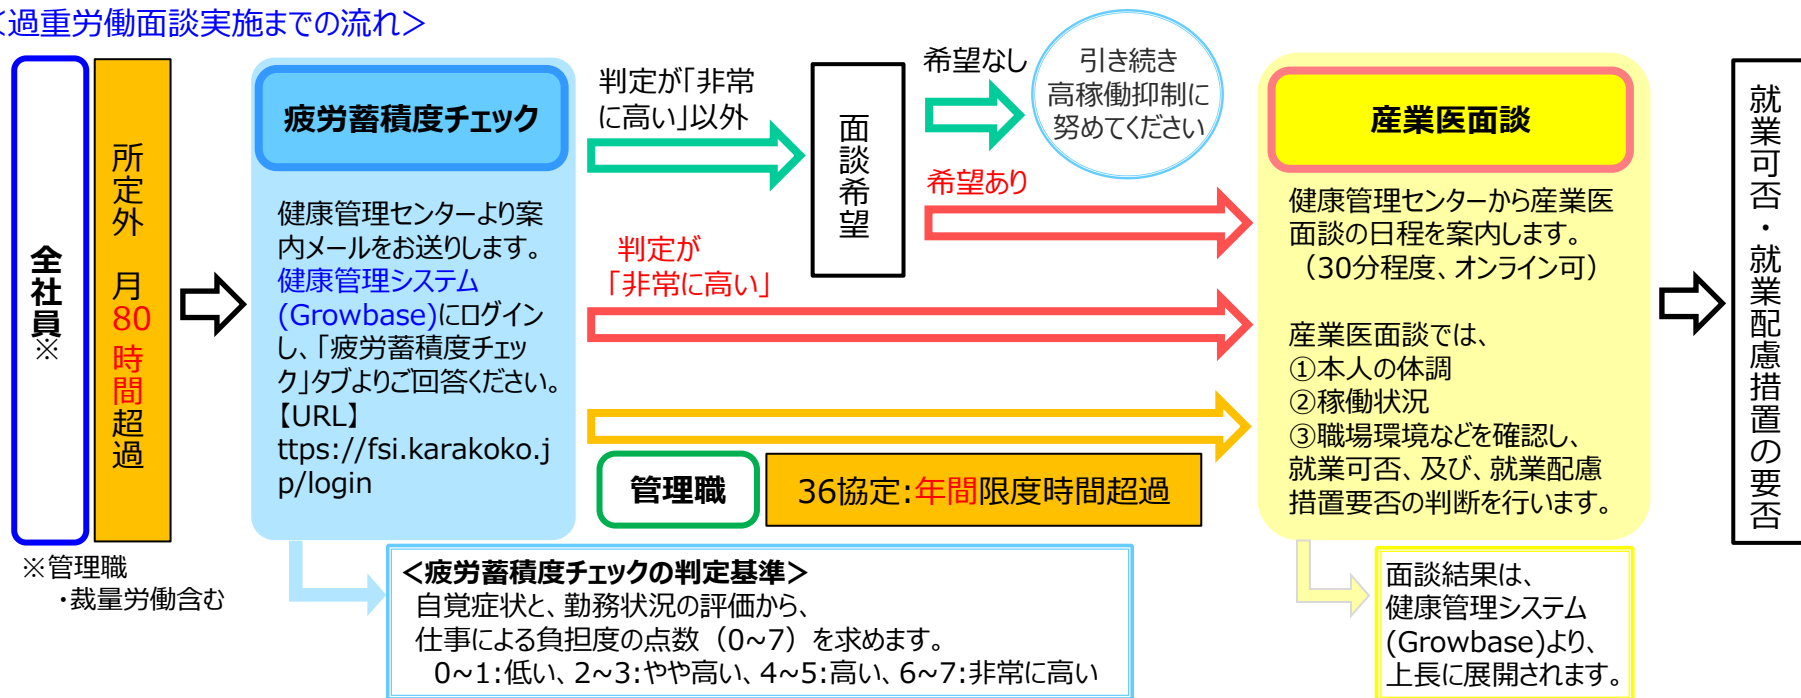 <過重労働面談実施までの流れ>
全社員※
所定外 月80時間超過
※管理職
・裁量労働含む
疲労蓄積度チェック
健康管理センターより案
内メールをお送りします。
健康管理システム
(Growbase)にログイン
し、「疲労蓄積度チェッ
ク」タブよりご回答ください。
【URL】
ttps://fsi.karakoko.j
p/login
判定が「非常
に高い」以外
面談希望
希望なし
引き続き
高稼働抑制に
努めてください
希望あり
判定が
「非常に高い」
管理職
36協定:年間限度時間超過
<疲労蓄積度チェックの判定基準>
自覚症状と、勤務状況の評価から、
仕事による負担度の点数（0~7）を求めます。
0~1:低い、2~3:やや高い、4~5:高い、6~7:非常に高い
産業医面談
健康管理センターから産業医
面談の日程を案内します。
（30分程度、オンライン可）
産業医面談では、
①本人の体調
②稼働状況
③職場環境などを確認し、
就業可否、及び、就業配慮
措置要否の判断を行います。
面談結果は、
健康管理システム
(Growbase)より、
上長に展開されます。
就業可否・就業配慮措置の要否